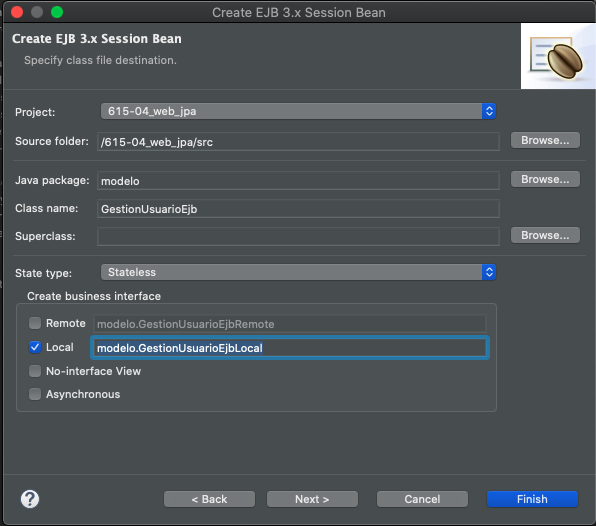 Create EJB 3.x Session Bean
Create EJB 3.x Session Bean
Specify class file destination.
Project: 615-04_web_jpa
Source folder: /615-04_web_jpa/src Browse...
Java package: modelo Browse...
Class name: GestionUsuarioEjb
Superclass: Browse...
State type: Stateless
Create business interface
Remote modelo.GestionUsuarioEjbRemote
Local modelo.GestionUsuarioEjbLocal
No-interface View
Asynchronous
? < Back Next > Cancel Finish